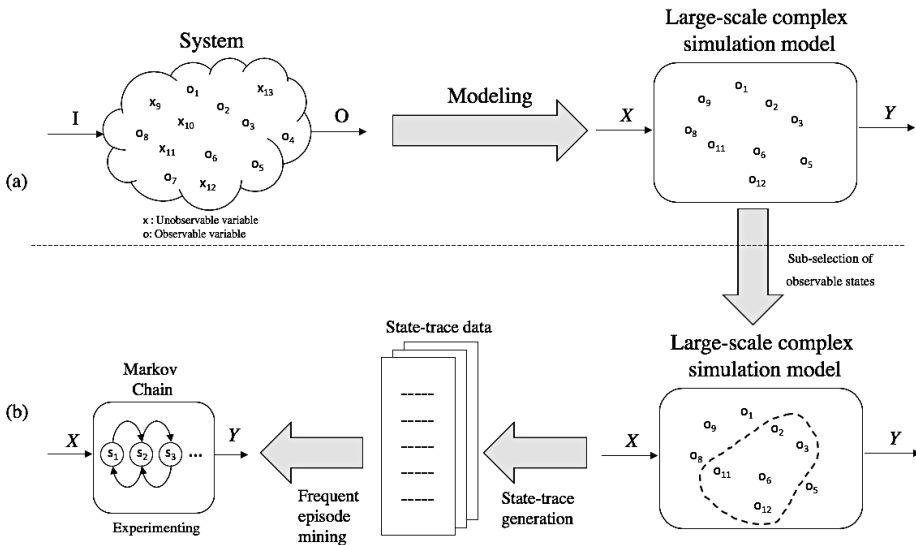 System
Large-scale complex
simulation model
I
x9
o1
x13
o2
x10
o3
o8
o4
x11
o6
o5
o7
x12
O
Modeling
X
o9
o1
o2
o3
o8
o11
o6
o5
o12
Y
(a)
x : Unobservable variable
o: Observable variable
Sub-selection of
observable states
State-trace data
Large-scale complex
simulation model
Markov
Chain
(b)
X
s1
s2
s3
...
Y
Experimenting
Frequent
episode
mining
-----
-----
-----
-----
-----
State-trace
generation
X
o9
o1
o2
o3
o8
o11
o6
o5
o12
Y